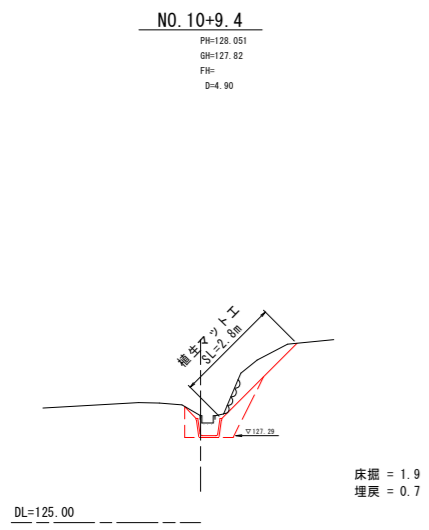 NO.10+9.4
PH=128.051
GH=127.82
FH=
D=4.90
植生マット工
SL=2.8m
▽127.29
床掘 = 1.9
埋戻 = 0.7
DL=125.00